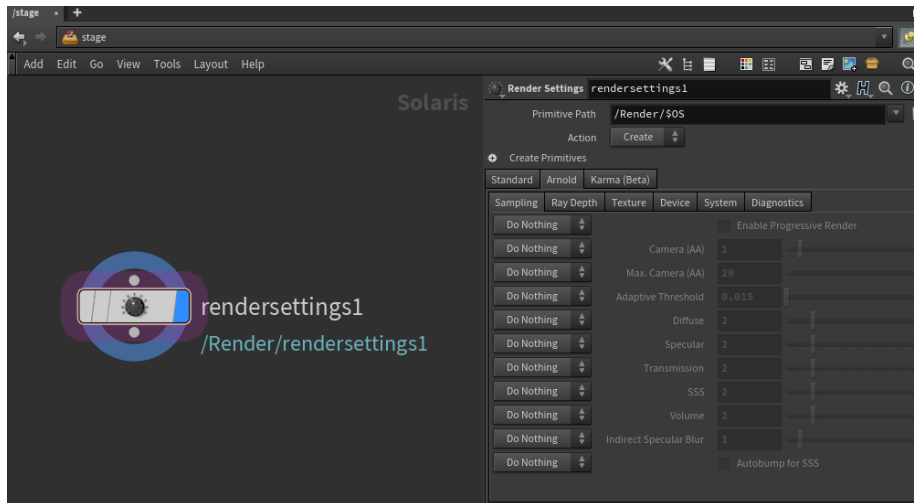 /stage
stage
Add Edit Go View Tools Layout Help
Solaris
rendersettings1
/Render/rendersettings1
Render Settings rendersettings1
Primitive Path /Render/$OS
Action Create
Create Primitives
Standard Arnold Karma (Beta)
Sampling Ray Depth Texture Device System Diagnostics
Do Nothing Enable Progressive Render
Do Nothing Camera (AA) 1
Do Nothing Max. Camera (AA) 20
Do Nothing Adaptive Threshold 0.015
Do Nothing Diffuse 2
Do Nothing Specular 2
Do Nothing Transmission 2
Do Nothing SSS 2
Do Nothing Volume 2
Do Nothing Indirect Specular Blur 1
Do Nothing Autobump for SSS